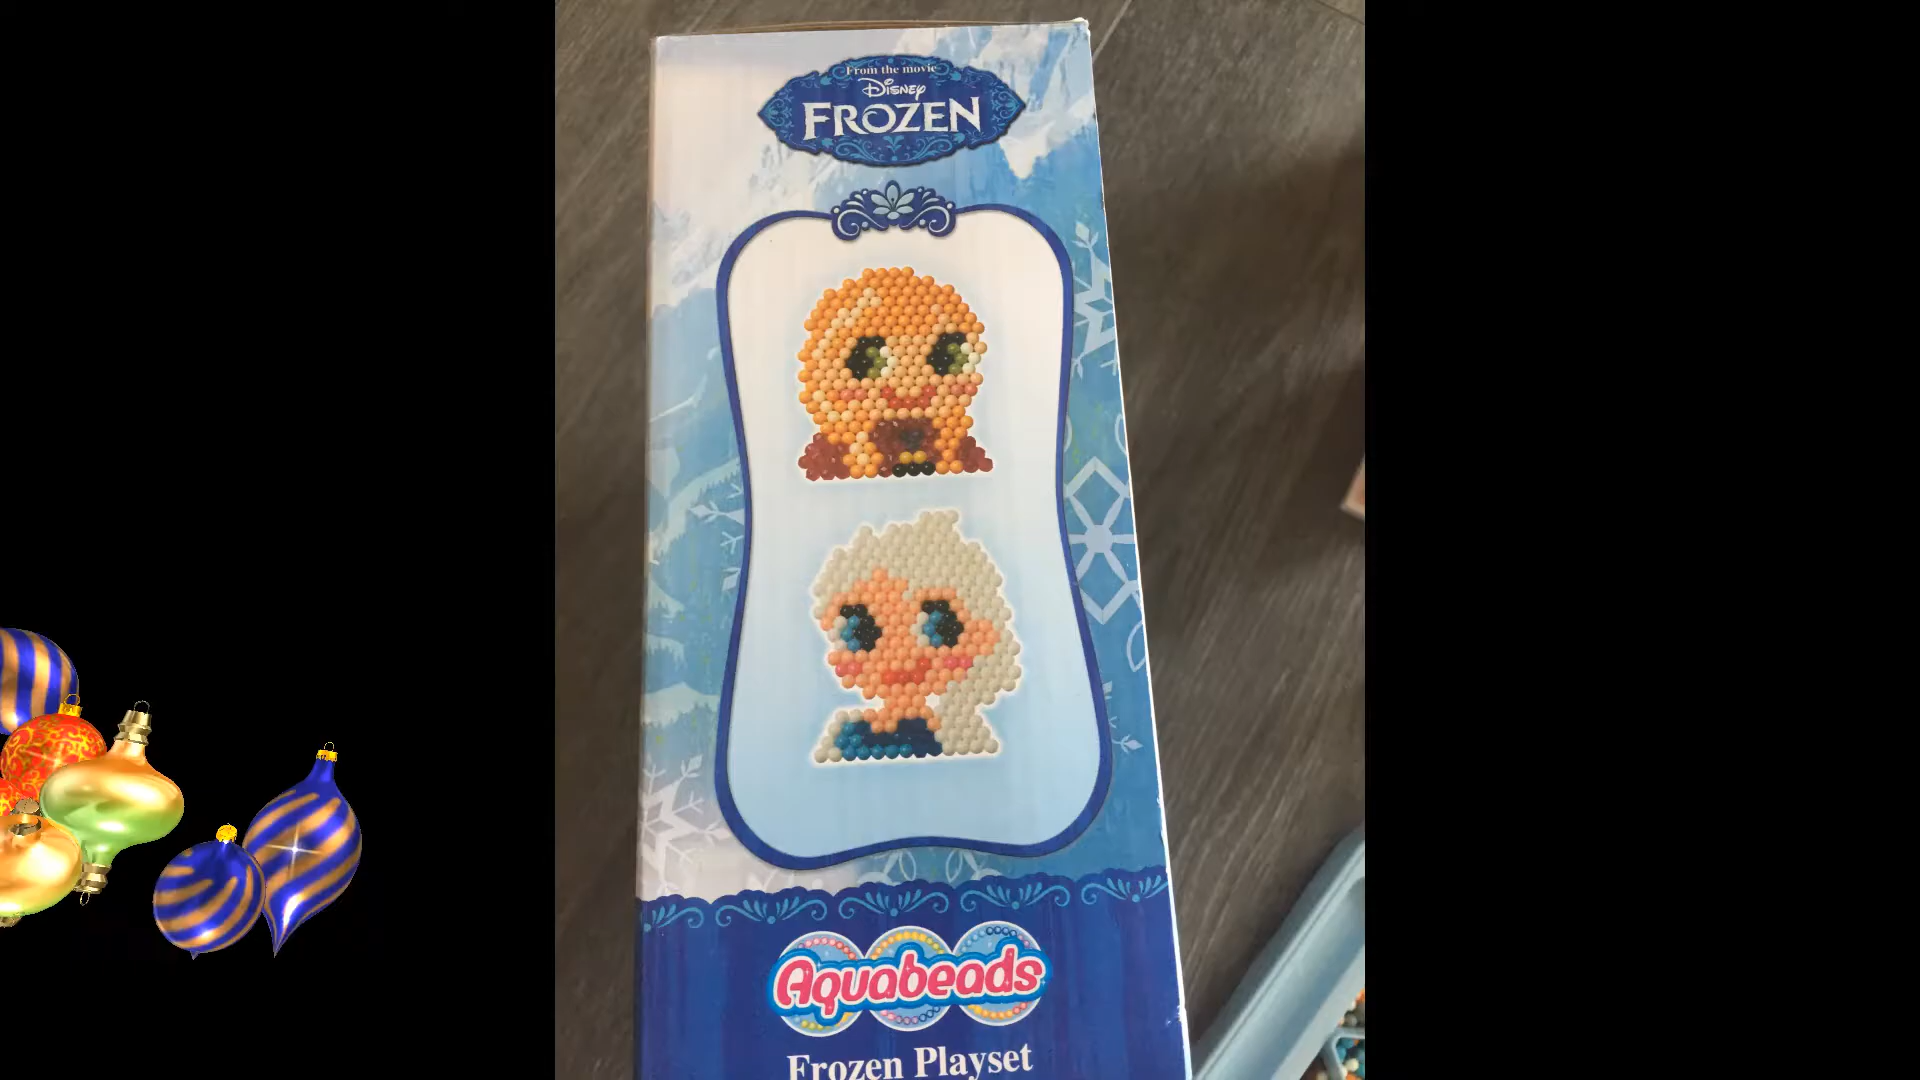 From the movie
Disney
FROZEN
Aquabeads
Frozen Playset